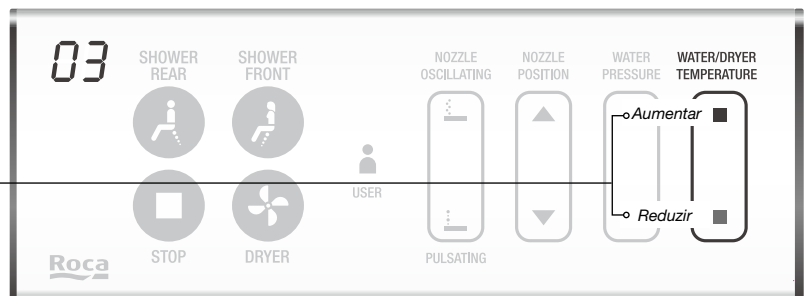 03
SHOWER
REAR
SHOWER
FRONT
NOZZLE
OSCILLATING
NOZZLE
POSITION
WATER
PRESSURE
WATER/DRYER
TEMPERATURE
Aumentar
USER
Reduzir
STOP
DRYER
PULSATING
Roca